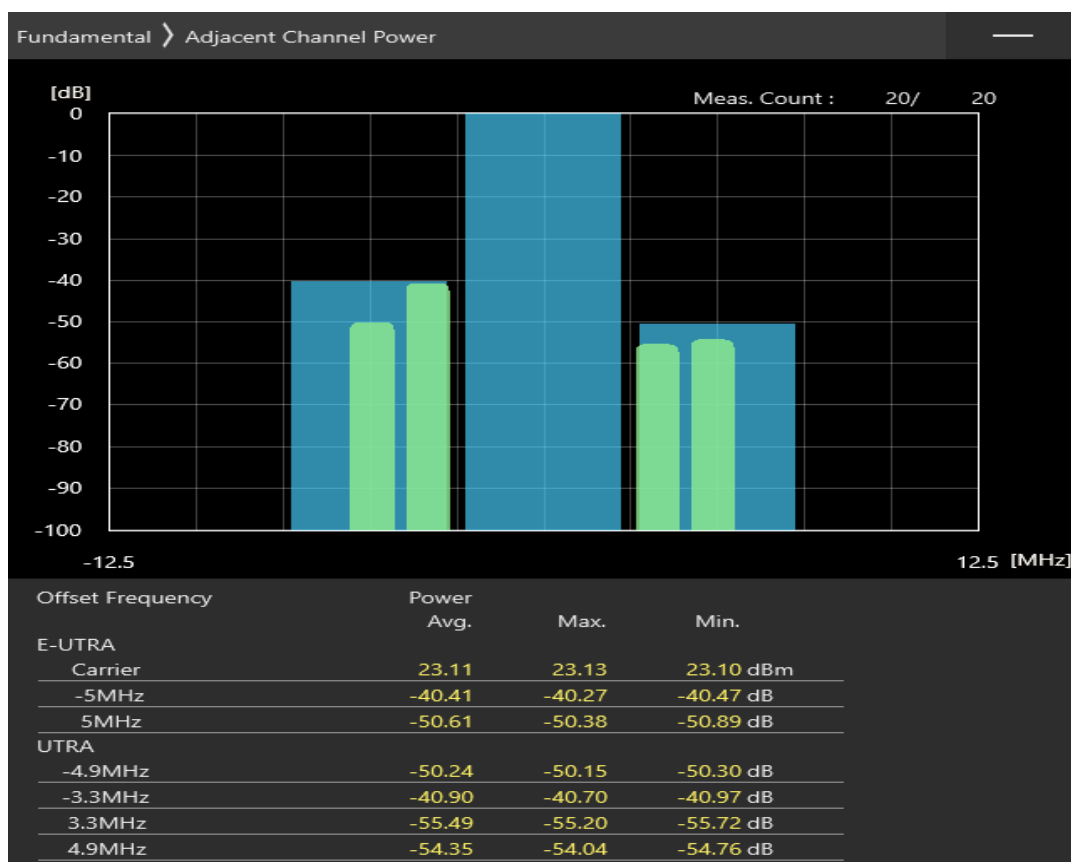 Fundamental 〉 Adjacent Channel Power
[dB]
Meas. Count : 20/ 20
0
-10
-20
-30
-40
-50
-60
-70
-80
-90
-100
-12.5 12.5 [MHz]
Offset Frequency Power
Avg. Max. Min.
E-UTRA
Carrier 23.11 23.13 23.10 dBm
-5MHz -40.41 -40.27 -40.47 dB
5MHz -50.61 -50.38 -50.89 dB
UTRA
-4.9MHz -50.24 -50.15 -50.30 dB
-3.3MHz -40.90 -40.70 -40.97 dB
3.3MHz -55.49 -55.20 -55.72 dB
4.9MHz -54.35 -54.04 -54.76 dB